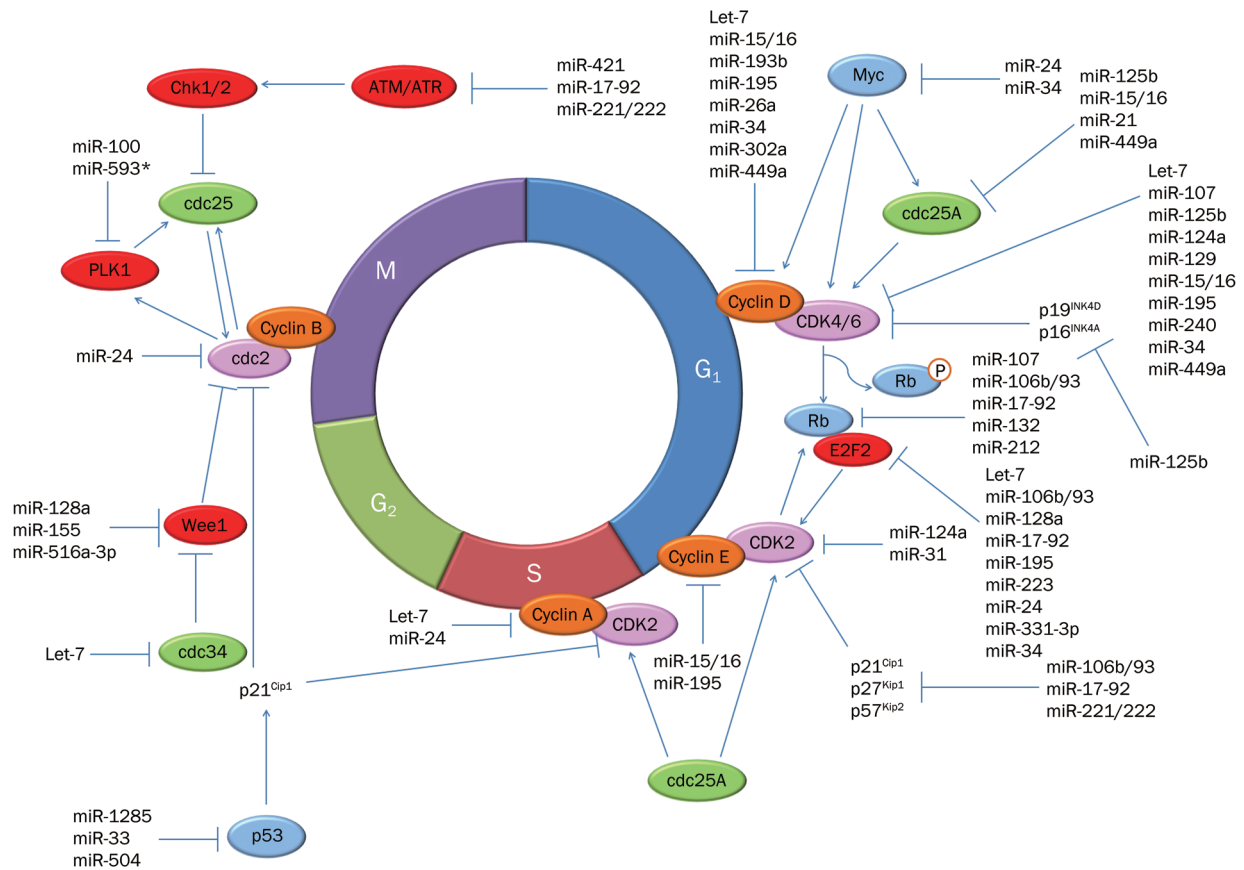 Let-7
miR-15/16
miR-193b
miR-195
miR-26a
miR-34
miR-302a
miR-449a
Chk1/2
ATM/ATR
miR-421
miR-17-92
miR-221/222
Myc
miR-24
miR-34
miR-125b
miR-15/16
miR-21
miR-449a
miR-100
miR-593*
cdc25
PLK1
cdc25A
Let-7
miR-107
miR-125b
miR-124a
miR-129
miR-15/16
miR-195
miR-240
miR-34
miR-449a
M
G₁
G₂
S
Cyclin B
cdc2
miR-24
Cyclin D
CDK4/6
p19ᴵᴺᴷ⁴ᴰ
p16ᴵᴺᴷ⁴ᴬ
Rb
P
Rb
E2F2
miR-107
miR-106b/93
miR-17-92
miR-132
miR-212
miR-125b
miR-128a
miR-155
miR-516a-3p
Wee1
Cyclin E
CDK2
miR-124a
miR-31
Let-7
miR-106b/93
miR-128a
miR-17-92
miR-195
miR-223
miR-24
miR-331-3p
miR-34
Let-7
miR-24
Cyclin A
CDK2
miR-15/16
miR-195
Let-7
cdc34
p21ᶜⁱᵖ¹
p21ᶜⁱᵖ¹
p27ᴷⁱᵖ¹
p57ᴷⁱᵖ²
miR-106b/93
miR-17-92
miR-221/222
cdc25A
miR-1285
miR-33
miR-504
p53